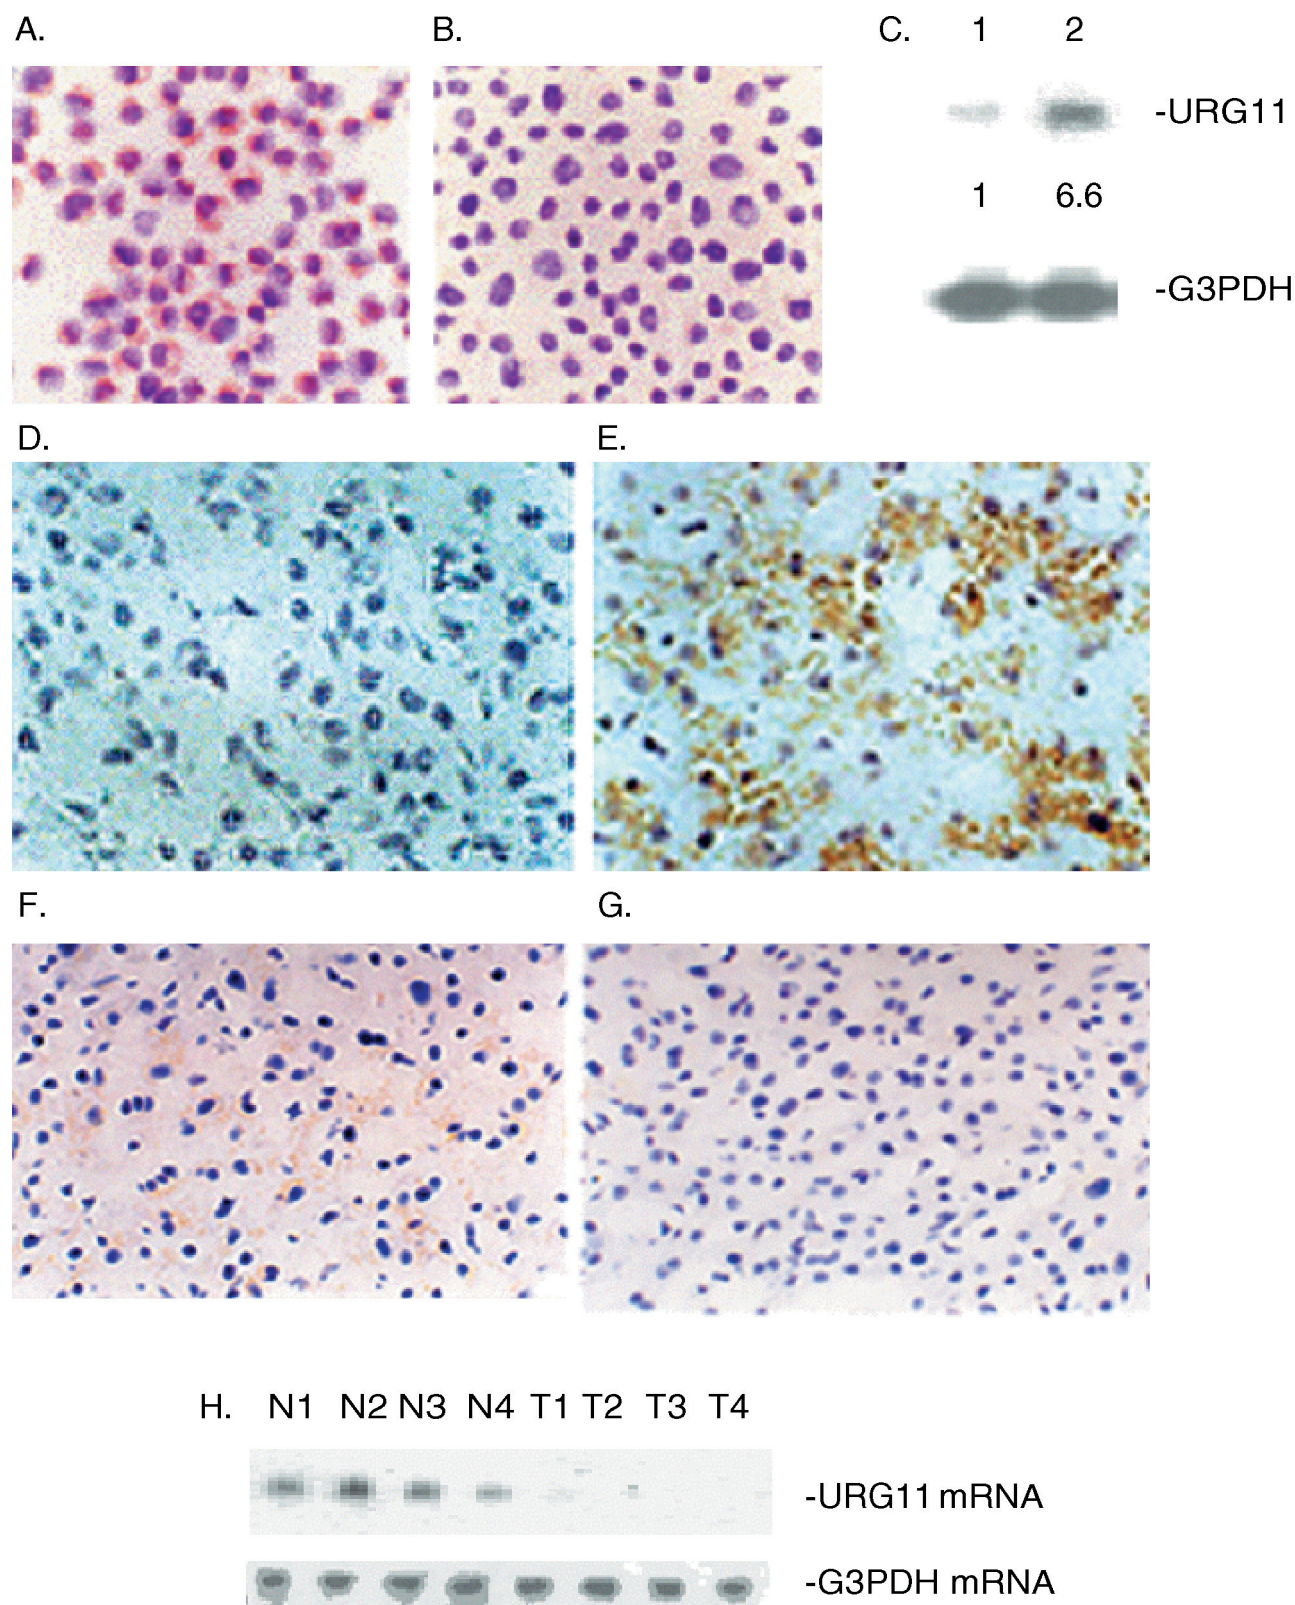 A.
B.
C. 1 2
-URG11
1 6.6
-G3PDH
D.
E.
F.
G.
H. N1 N2 N3 N4 T1 T2 T3 T4
-URG11 mRNA
-G3PDH mRNA